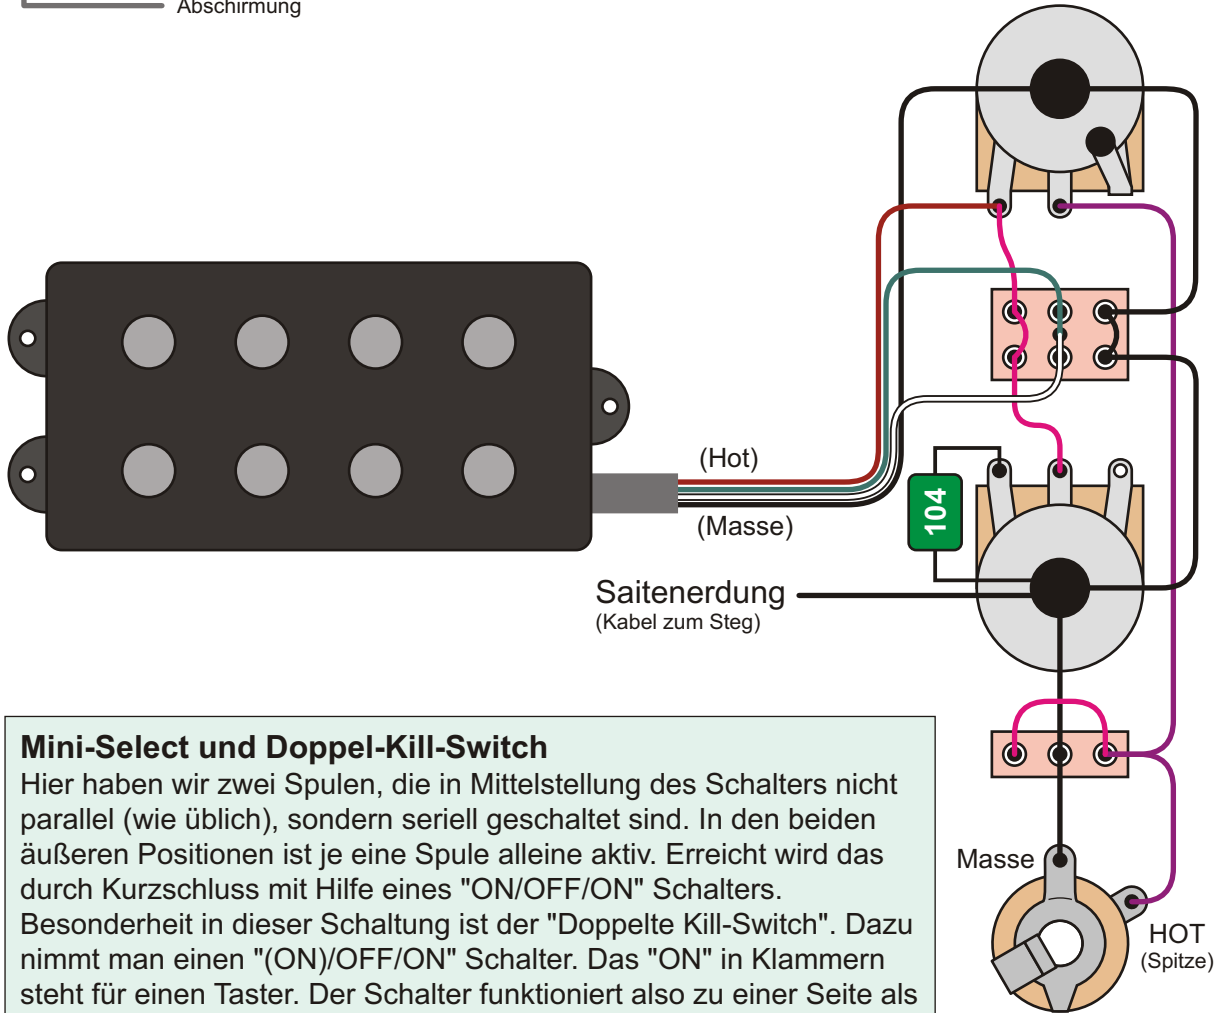 Abschirmung
(Hot)
(Masse)
104
Saitenerdung
(Kabel zum Steg)
Mini-Select und Doppel-Kill-Switch
Hier haben wir zwei Spulen, die in Mittelstellung des Schalters nicht
parallel (wie üblich), sondern seriell geschaltet sind. In den beiden
äußeren Positionen ist je eine Spule alleine aktiv. Erreicht wird das
durch Kurzschluss mit Hilfe eines "ON/OFF/ON" Schalters.
Besonderheit in dieser Schaltung ist der "Doppelte Kill-Switch". Dazu
nimmt man einen "(ON)/OFF/ON" Schalter. Das "ON" in Klammern
steht für einen Taster. Der Schalter funktioniert also zu einer Seite als
Masse
HOT
(Spitze)